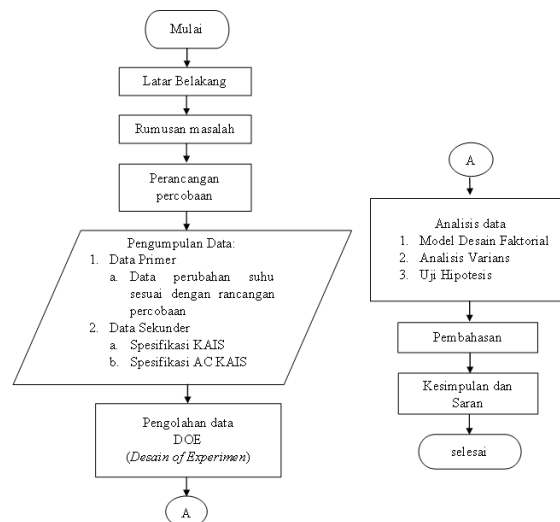 Mulai
Latar Belakang
Rumusan masalah
Perancangan
percobaan
Pengumpulan Data:
1. Data Primer
a. Data perubahan suhu
sesuai dengan rancangan
percobaan
2. Data Sekunder
a. Spesifikasi KAIS
b. Spesifikasi AC KAIS
Pengolahan data
DOE
(Desain of Experimen)
A
A
Analisis data
1. Model Desain Faktorial
2. Analisis Varians
3. Uji Hipotesis
Pembahasan
Kesimpulan dan
Saran
selesai